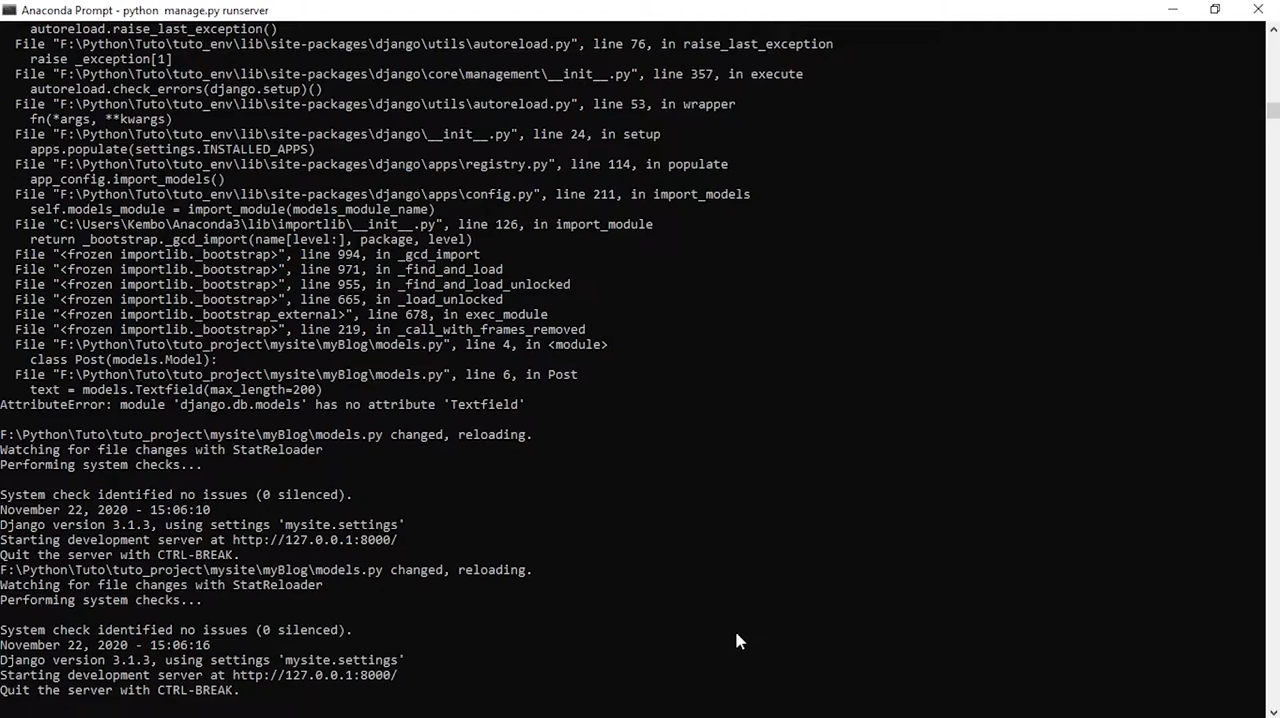 Anaconda Prompt - python  manage.py runserver
autoreload.raise_last_exception()
File "F:\Python\Tuto\tuto_env\lib\site-packages\django\utils\autoreload.py", line 76, in raise_last_exception
raise _exception[1]
File "F:\Python\Tuto\tuto_env\lib\site-packages\django\core\management\__init__.py", line 357, in execute
autoreload.check_errors(django.setup)()
File "F:\Python\Tuto\tuto_env\lib\site-packages\django\utils\autoreload.py", line 53, in wrapper
fn(*args, **kwargs)
File "F:\Python\Tuto\tuto_env\lib\site-packages\django\__init__.py", line 24, in setup
apps.populate(settings.INSTALLED_APPS)
File "F:\Python\Tuto\tuto_env\lib\site-packages\django\apps\registry.py", line 114, in populate
app_config.import_models()
File "F:\Python\Tuto\tuto_env\lib\site-packages\django\apps\config.py", line 211, in import_models
self.models_module = import_module(models_module_name)
File "C:\Users\Kembo\Anaconda3\lib\importlib\__init__.py", line 126, in import_module
return _bootstrap._gcd_import(name[level:], package, level)
File "<frozen importlib._bootstrap>", line 994, in _gcd_import
File "<frozen importlib._bootstrap>", line 971, in _find_and_load
File "<frozen importlib._bootstrap>", line 955, in _find_and_load_unlocked
File "<frozen importlib._bootstrap>", line 665, in _load_unlocked
File "<frozen importlib._bootstrap_external>", line 678, in exec_module
File "<frozen importlib._bootstrap>", line 219, in _call_with_frames_removed
File "F:\Python\Tuto\tuto_project\mysite\myBlog\models.py", line 4, in <module>
class Post(models.Model):
File "F:\Python\Tuto\tuto_project\mysite\myBlog\models.py", line 6, in Post
text = models.Textfield(max_length=200)
AttributeError: module 'django.db.models' has no attribute 'Textfield'
F:\Python\Tuto\tuto_project\mysite\myBlog\models.py changed, reloading.
Watching for file changes with StatReloader
Performing system checks...
System check identified no issues (0 silenced).
November 22, 2020 - 15:06:10
Django version 3.1.3, using settings 'mysite.settings'
Starting development server at http://127.0.0.1:8000/
Quit the server with CTRL-BREAK.
F:\Python\Tuto\tuto_project\mysite\myBlog\models.py changed, reloading.
Watching for file changes with StatReloader
Performing system checks...
System check identified no issues (0 silenced).
November 22, 2020 - 15:06:16
Django version 3.1.3, using settings 'mysite.settings'
Starting development server at http://127.0.0.1:8000/
Quit the server with CTRL-BREAK.